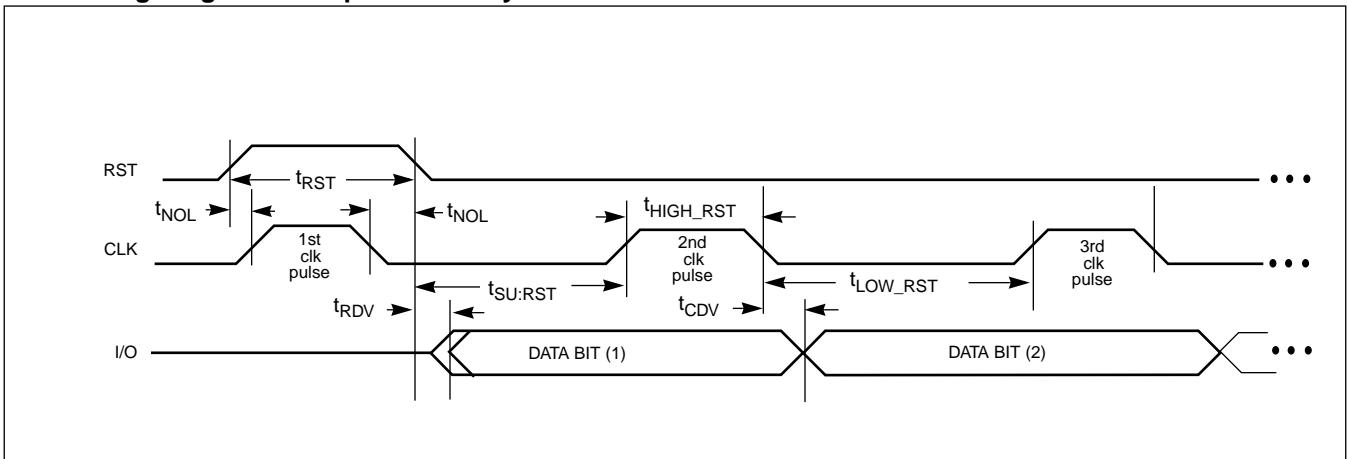 RST
tRST
tNOL
tNOL
tHIGH_RST
CLK
1st
clk
pulse
2nd
clk
pulse
3rd
clk
pulse
tSU:RST
tLOW_RST
tRDV
tCDV
I/O
DATA BIT (1)
DATA BIT (2)